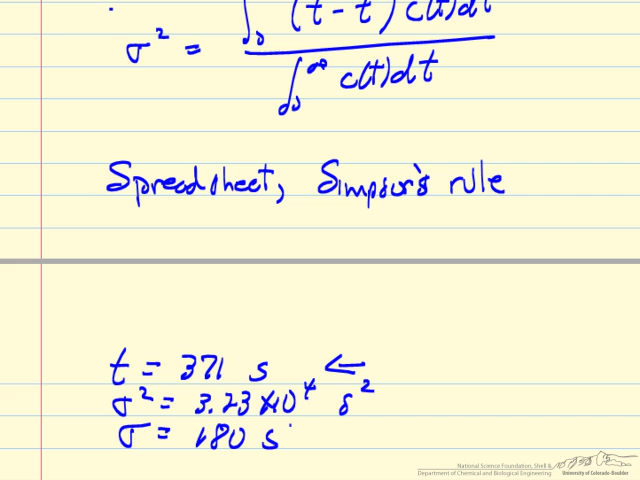 σ² = ∫₀ (t - t) c(t)dt
∫₀^∞ c(t)dt
Spreadsheet, Simpson's rule
t = 371 s ←
σ² = 3.23 x10⁴ s²
σ = 180 s
National Science Foundation, Shell &
Department of Chemical and Biological Engineering
University of Colorado-Boulder